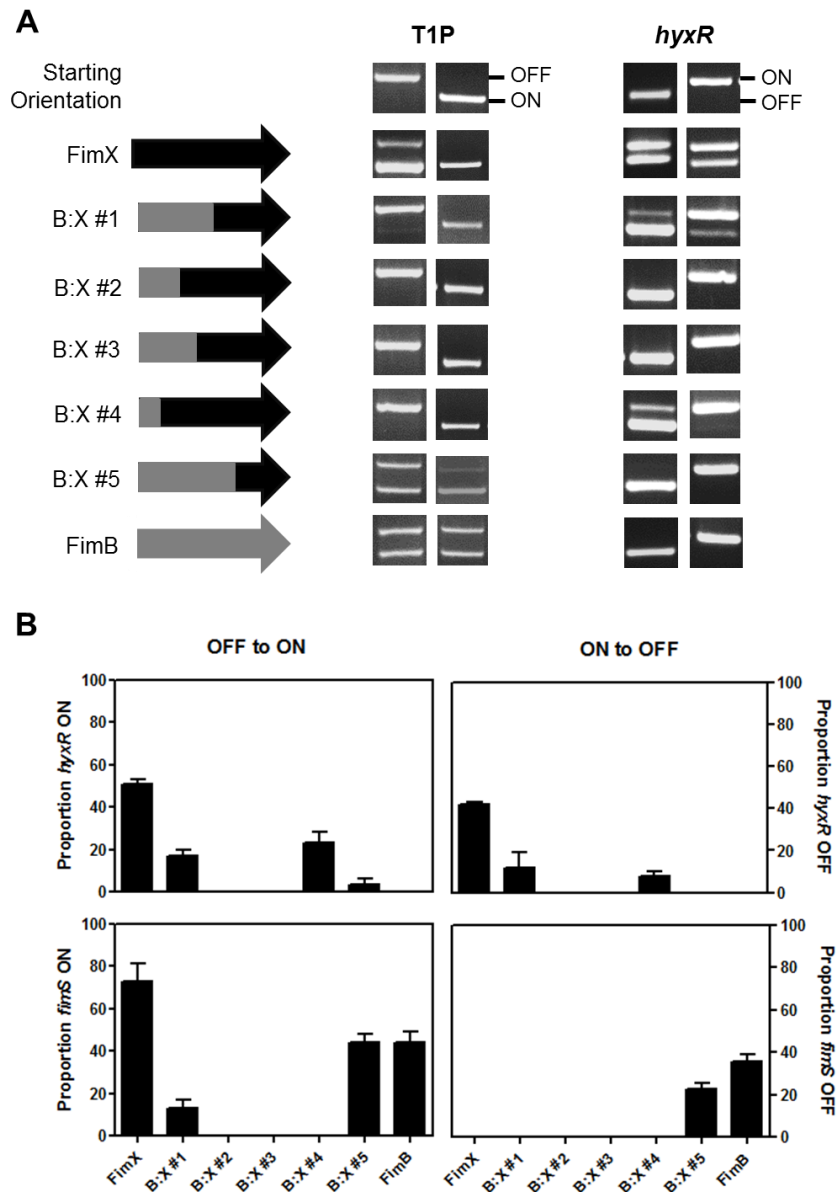 A
T1P
hyxR
Starting
Orientation
OFF
ON
ON
OFF
FimX
B:X #1
B:X #2
B:X #3
B:X #4
B:X #5
FimB
B
OFF to ON
ON to OFF
Proportion hyxR ON
100
80
60
40
20
0
100
80
60
40
20
0
Proportion hyxR OFF
Proportion fimS ON
100
80
60
40
20
0
100
80
60
40
20
0
Proportion fimS OFF
FimX
B:X #1
B:X #2
B:X #3
B:X #4
B:X #5
FimB
FimX
B:X #1
B:X #2
B:X #3
B:X #4
B:X #5
FimB